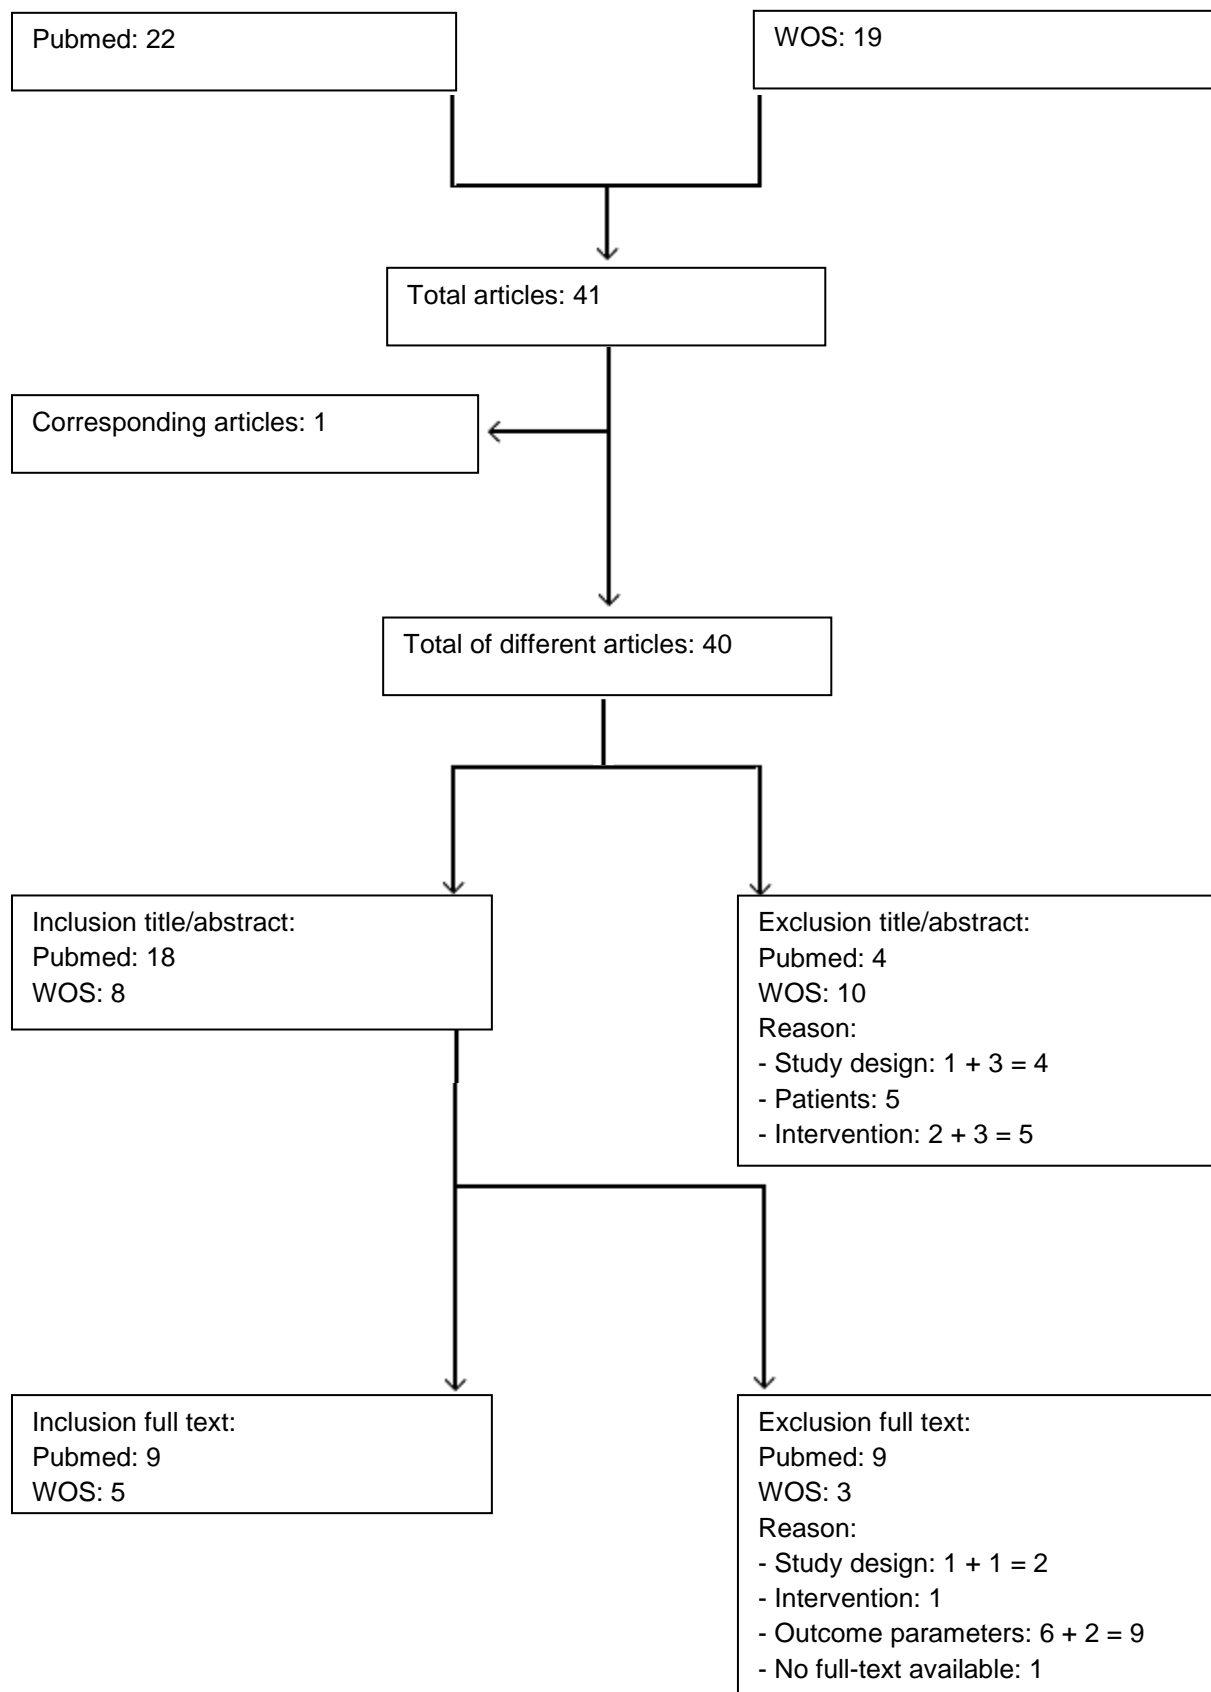 Pubmed: 22
WOS: 19
Total articles: 41
Corresponding articles: 1
Total of different articles: 40
Inclusion title/abstract:
Pubmed: 18
WOS: 8
Exclusion title/abstract:
Pubmed: 4
WOS: 10
Reason:
- Study design: 1 + 3 = 4
- Patients: 5
- Intervention: 2 + 3 = 5
Inclusion full text:
Pubmed: 9
WOS: 5
Exclusion full text:
Pubmed: 9
WOS: 3
Reason:
- Study design: 1 + 1 = 2
- Intervention: 1
- Outcome parameters: 6 + 2 = 9
- No full-text available: 1